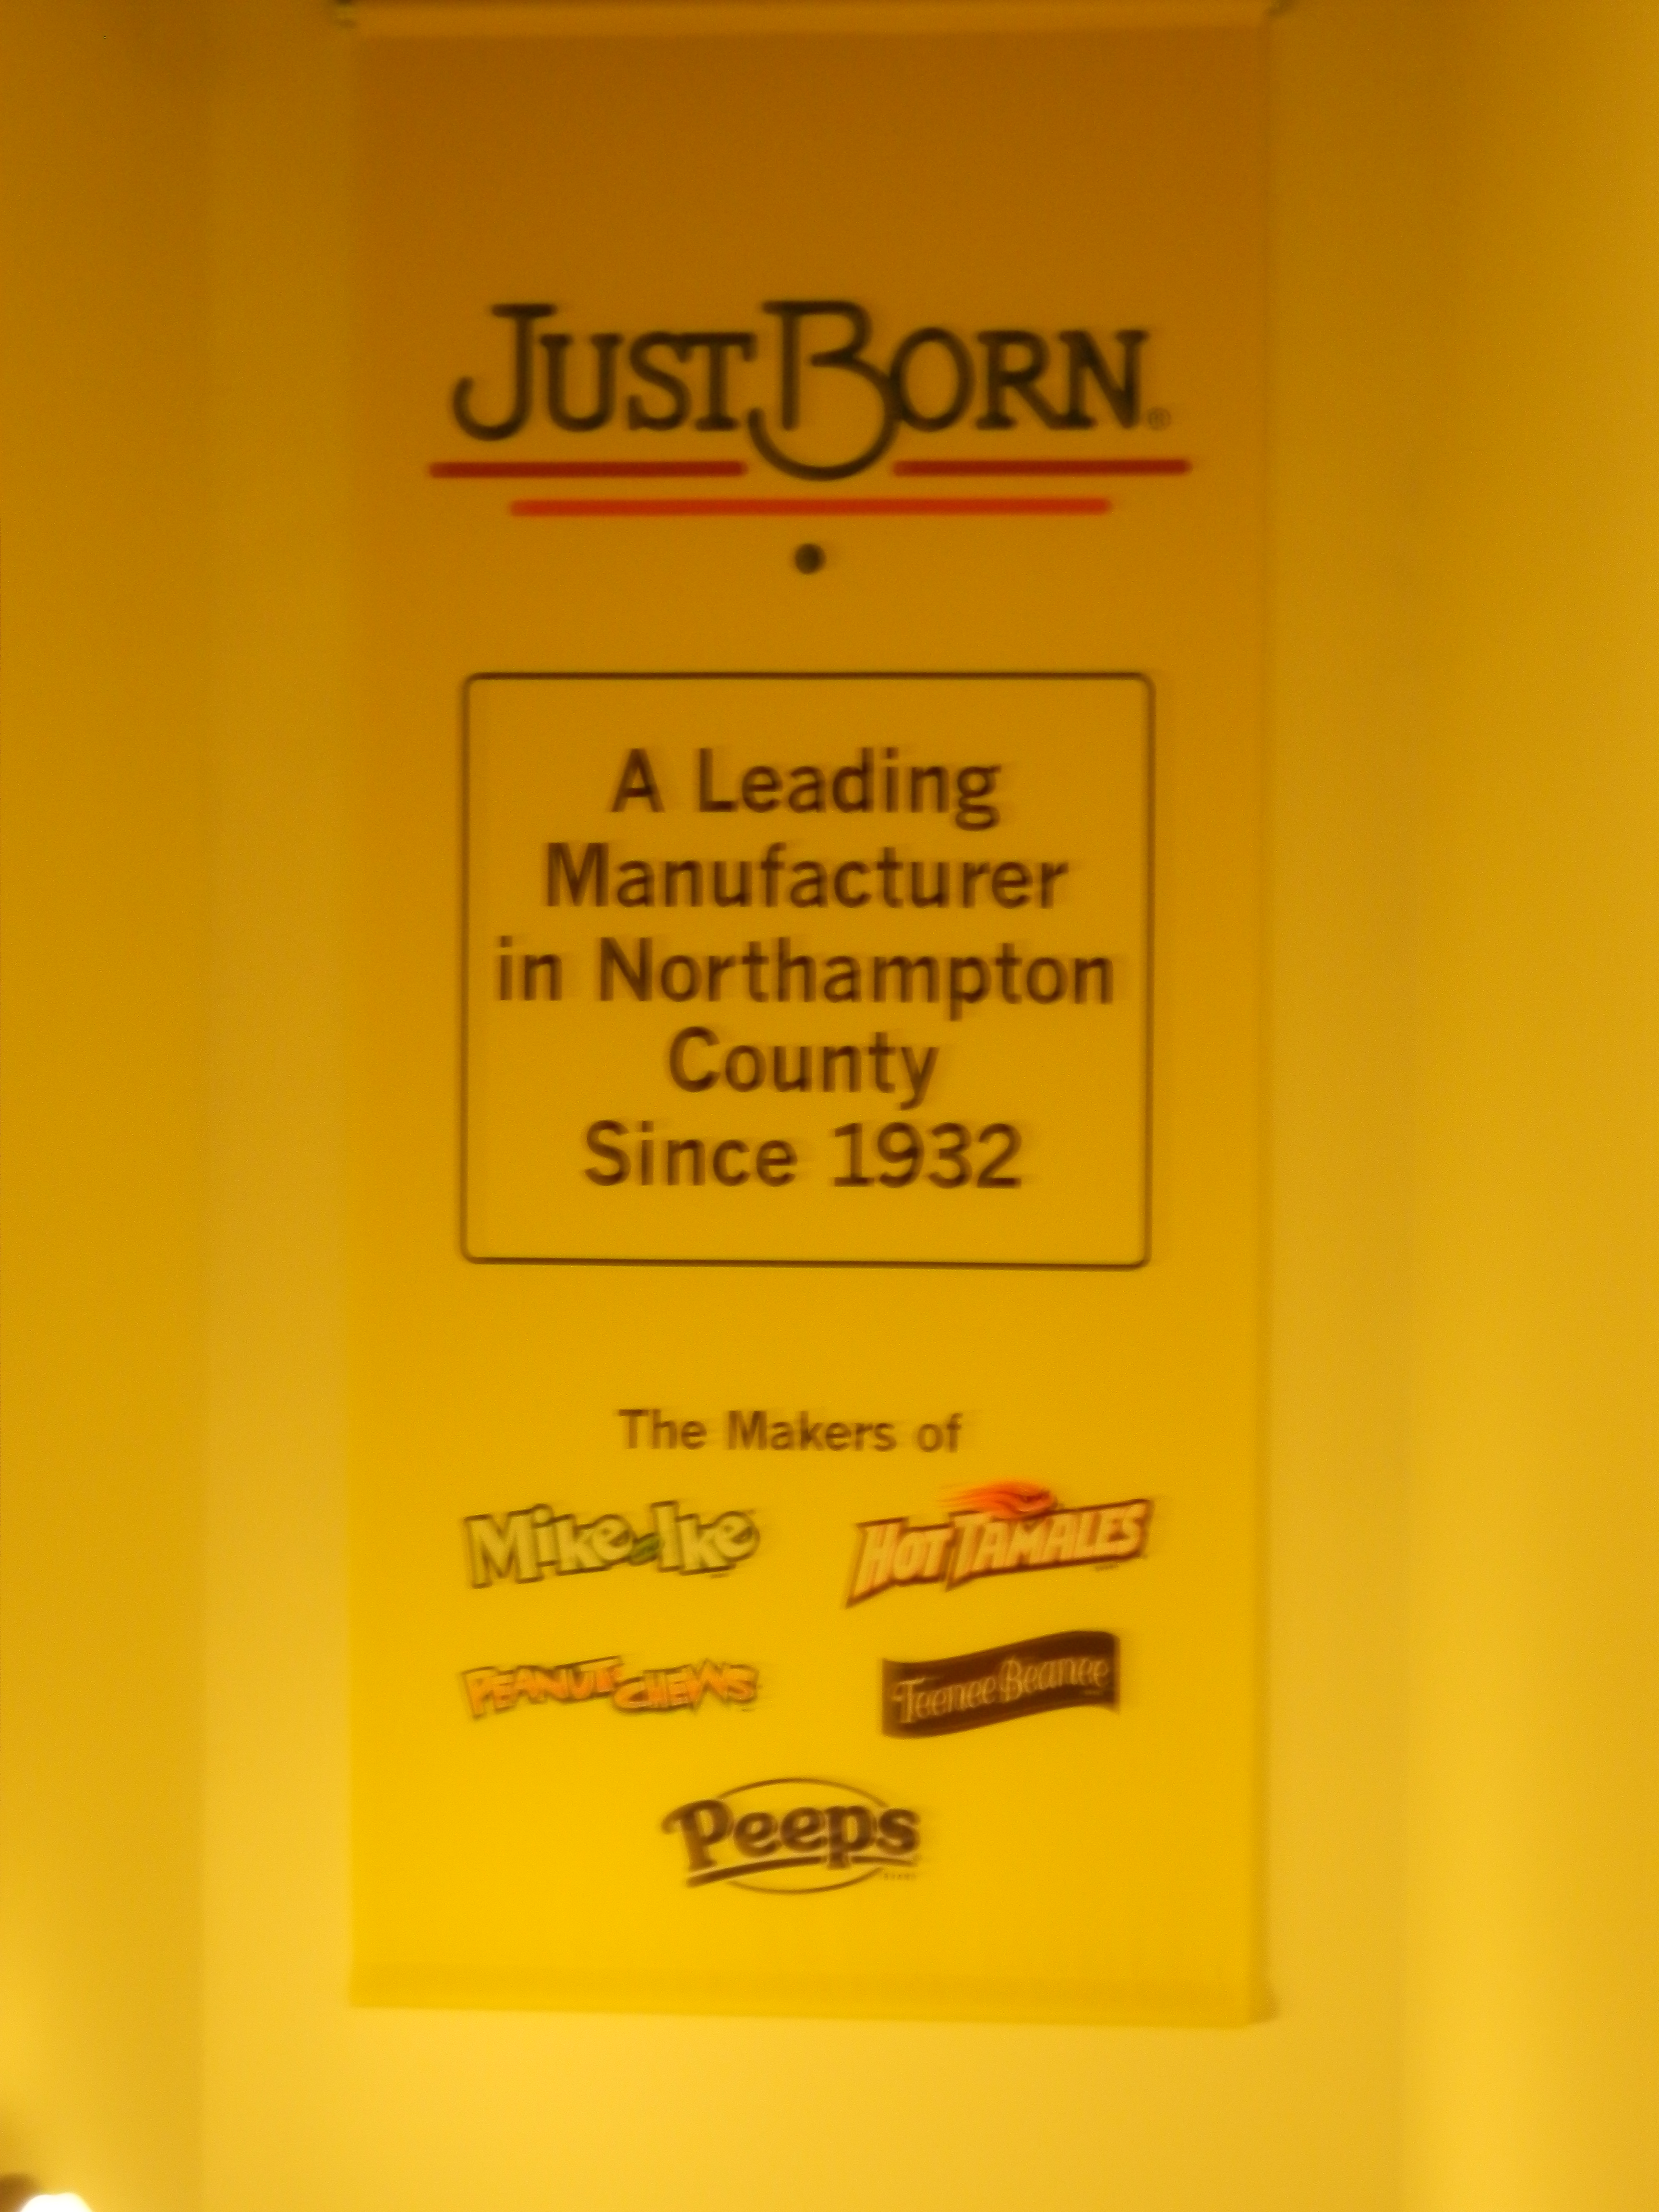 JUST BORN®
A Leading
Manufacturer
in Northampton
County
Since 1932
The Makers of
Mike and Ike
HOT TAMALES
PEANUT CHEWS
Teenee Beanee
Peeps